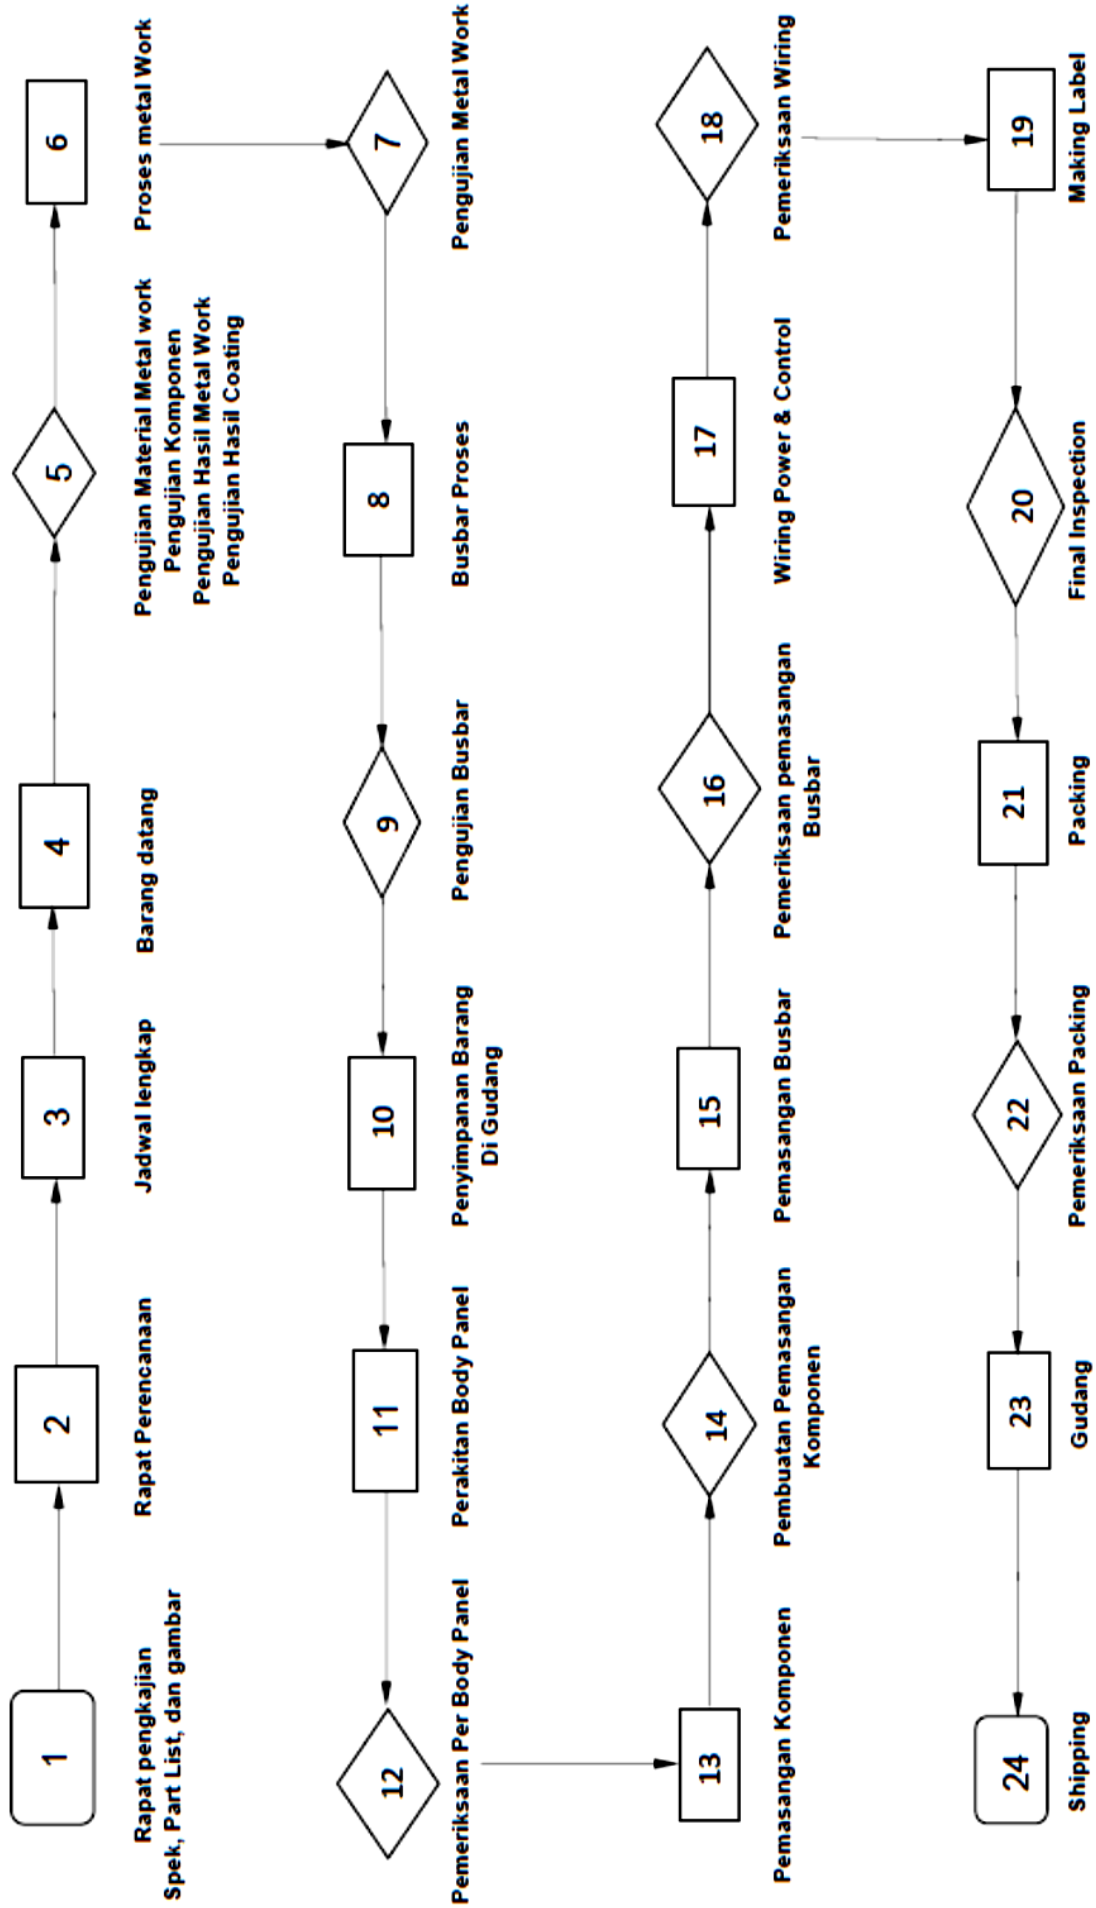 1
Rapat pengkajian
Spek, Part List, dan gambar
2
Rapat Perencanaan
3
Jadwal lengkap
4
Barang datang
5
Pengujian Material Metal work
Pengujian Komponen
Pengujian Hasil Metal Work
Pengujian Hasil Coating
6
Proses metal Work
7
Pengujian Metal Work
8
Busbar Proses
9
Pengujian Busbar
10
Penyimpanan Barang
Di Gudang
11
Perakitan Body Panel
12
Pemeriksaan Per Body Panel
13
Pemasangan Komponen
14
Pembuatan Pemasangan
Komponen
15
Pemasangan Busbar
16
Pemeriksaan pemasangan
Busbar
17
Wiring Power & Control
18
Pemeriksaan Wiring
19
Making Label
20
Final Inspection
21
Packing
22
Pemeriksaan Packing
23
Gudang
24
Shipping